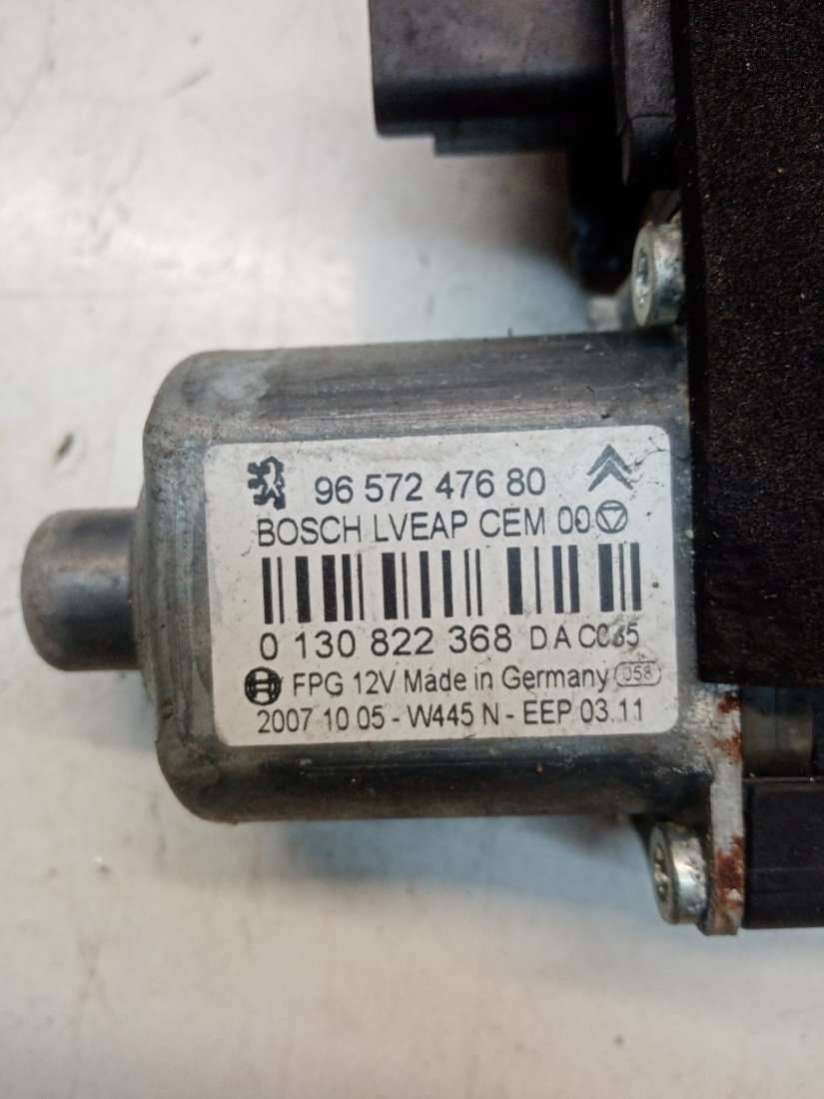 96 572 476 80
BOSCH LVEAP CEM 00
0 130 822 368 DA
FPG 12V Made in Germany 058
2007 10 05 - W445 N - EEP 03.11